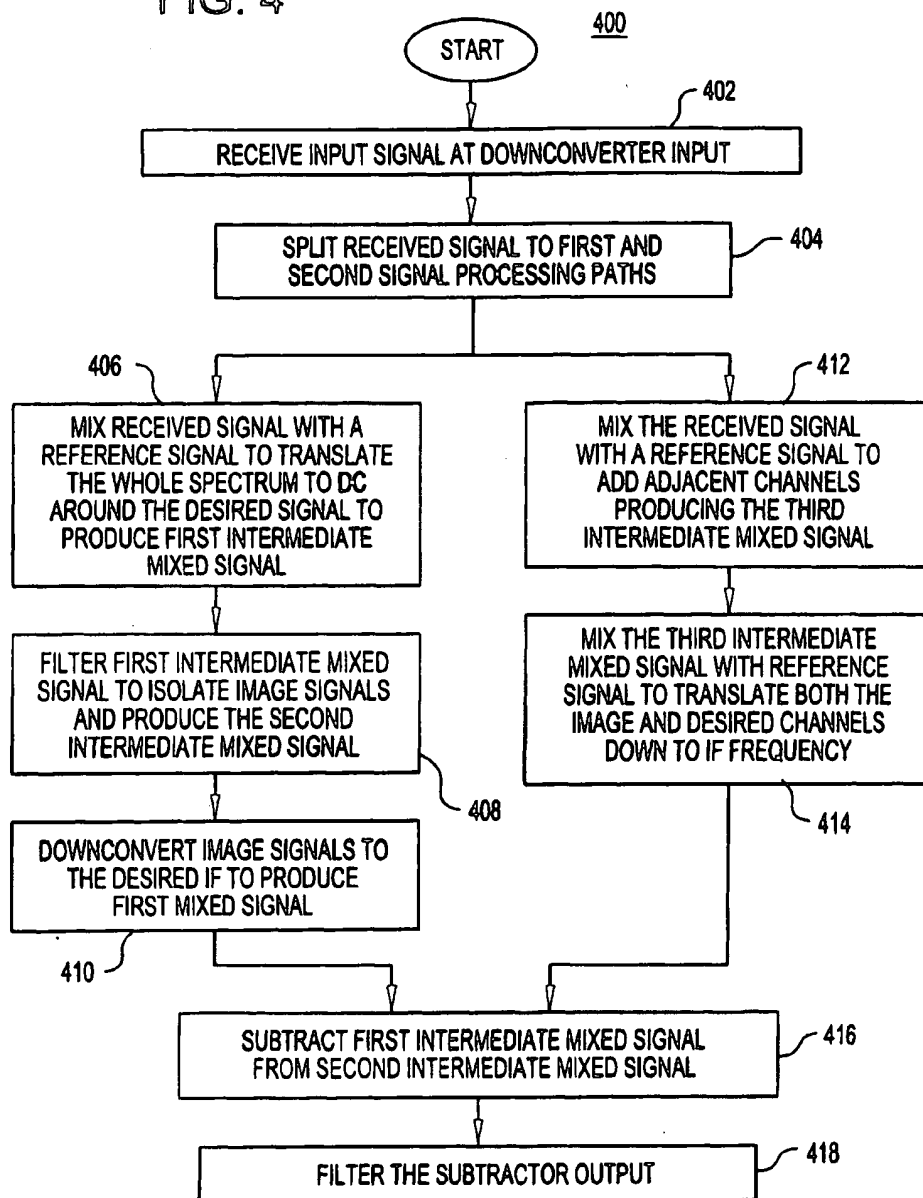 FIG. 4
400
START
402
RECEIVE INPUT SIGNAL AT DOWNCONVERTER INPUT
SPLIT RECEIVED SIGNAL TO FIRST AND
SECOND SIGNAL PROCESSING PATHS
404
406
MIX RECEIVED SIGNAL WITH A
REFERENCE SIGNAL TO TRANSLATE
THE WHOLE SPECTRUM TO DC
AROUND THE DESIRED SIGNAL TO
PRODUCE FIRST INTERMEDIATE
MIXED SIGNAL
412
MIX THE RECEIVED SIGNAL
WITH A REFERENCE SIGNAL TO
ADD ADJACENT CHANNELS
PRODUCING THE THIRD
INTERMEDIATE MIXED SIGNAL
FILTER FIRST INTERMEDIATE MIXED
SIGNAL TO ISOLATE IMAGE SIGNALS
AND PRODUCE THE SECOND
INTERMEDIATE MIXED SIGNAL
408
MIX THE THIRD INTERMEDIATE
MIXED SIGNAL WITH REFERENCE
SIGNAL TO TRANSLATE BOTH THE
IMAGE AND DESIRED CHANNELS
DOWN TO IF FREQUENCY
414
DOWNCONVERT IMAGE SIGNALS TO
THE DESIRED IF TO PRODUCE
FIRST MIXED SIGNAL
410
SUBTRACT FIRST INTERMEDIATE MIXED SIGNAL
FROM SECOND INTERMEDIATE MIXED SIGNAL
416
FILTER THE SUBTRACTOR OUTPUT
418